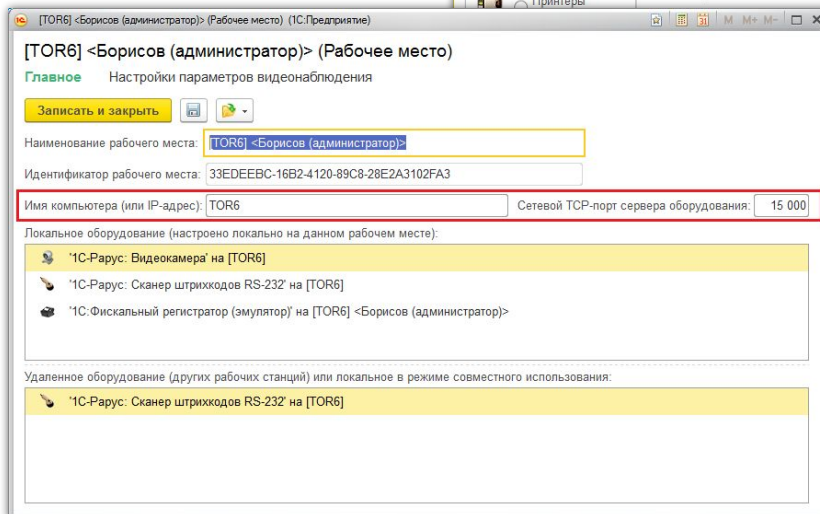 Принтеры
[TOR6] <Борисов (администратор)> (Рабочее место) (1С:Предприятие) M M+ M-
[TOR6] <Борисов (администратор)> (Рабочее место)
Главное Настройки параметров видеонаблюдения
Записать и закрыть
Наименование рабочего места: [TOR6] <Борисов (администратор)>
Идентификатор рабочего места: 33EDEEBC-16B2-4120-89C8-28E2A3102FA3
Имя компьютера (или IP-адрес): TOR6 Сетевой TCP-порт сервера оборудования: 15 000
Локальное оборудование (настроено локально на данном рабочем месте):
'1С-Рарус: Видеокамера' на [TOR6]
'1С-Рарус: Сканер штрихкодов RS-232' на [TOR6]
'1С:Фискальный регистратор (эмулятор)' на [TOR6] <Борисов (администратор)>
Удаленное оборудование (других рабочих станций) или локальное в режиме совместного использования:
'1С-Рарус: Сканер штрихкодов RS-232' на [TOR6]